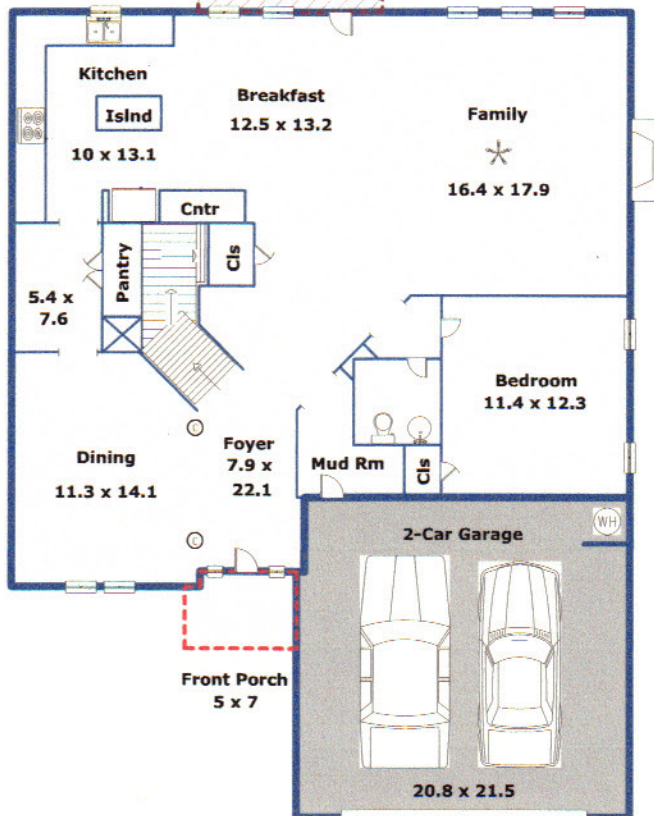 Kitchen
Islnd
10 x 13.1
Breakfast
12.5 x 13.2
Family
16.4 x 17.9
Cntr
Pantry
Cls
5.4 x
7.6
Bedroom
11.4 x 12.3
Dining
11.3 x 14.1
C
C
Foyer
7.9 x
22.1
Mud Rm
Cls
2-Car Garage
WH
20.8 x 21.5
Front Porch
5 x 7